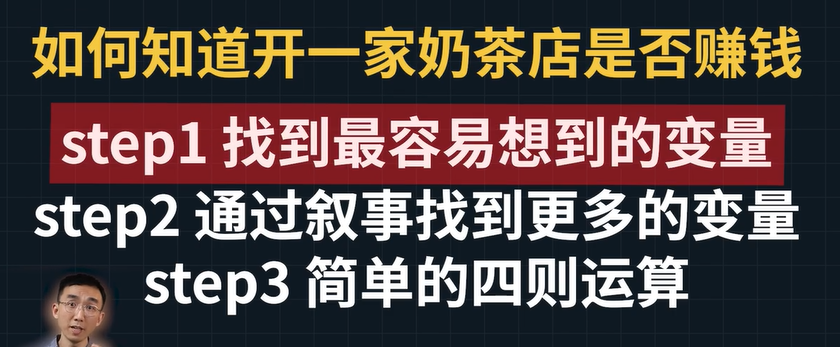 如何知道开一家奶茶店是否赚钱
step1 找到最容易想到的变量
step2 通过叙事找到更多的变量
step3 简单的四则运算